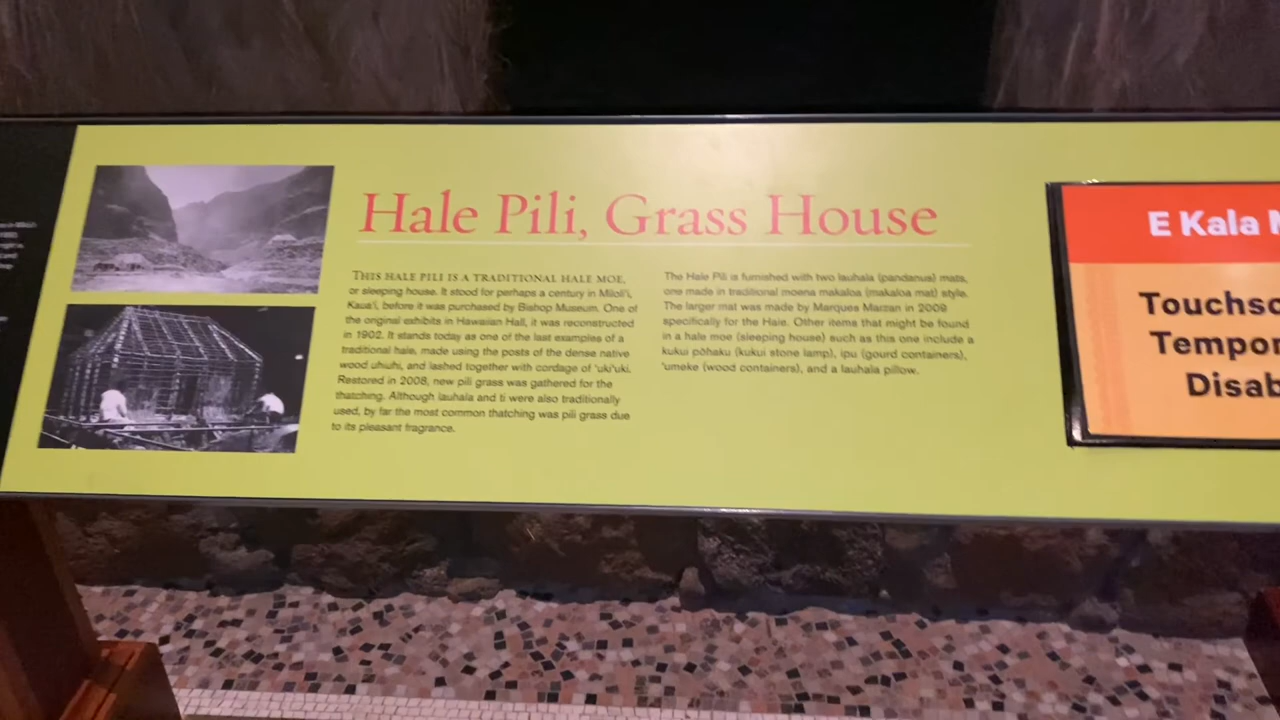 Hale Pili, Grass House
THIS HALE PILI IS A TRADITIONAL HALE MOE,
or sleeping house. It stood for perhaps a century in Miloli'i,
Kaua'i, before it was purchased by Bishop Museum. One of
the original exhibits in Hawaiian Hall, it was reconstructed
in 1902. It stands today as one of the last examples of a
traditional hale, made using the posts of the dense native
wood uhiuhi, and lashed together with cordage of 'uki'uki.
Restored in 2008, new pili grass was gathered for the
thatching. Although lauhala and ti were also traditionally
used, by far the most common thatching was pili grass due
to its pleasant fragrance.
The Hale Pili is furnished with two lauhala (pandanus) mats,
one made in traditional moena makaloa (makaloa mat) style.
The larger mat was made by Marques Marzan in 2009
specifically for the Hale. Other items that might be found
in a hale moe (sleeping house) such as this one include a
kukui pōhaku (kukui stone lamp), ipu (gourd containers),
'umeke (wood containers), and a lauhala pillow.
E Kala
Touchsc
Tempor
Disab